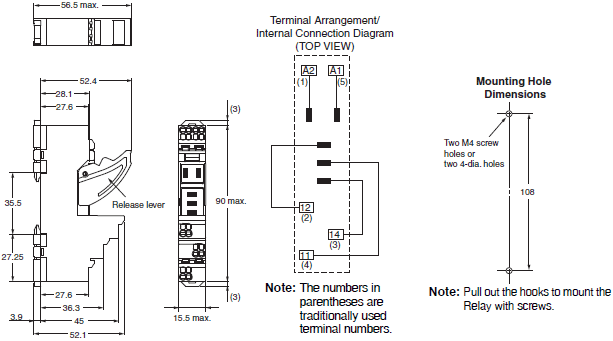 56.5 max.
52.4
28.1
27.6
Release lever
35.5
27.25
27.6
36.3
3.9
45
52.1
(3)
90 max.
(3)
15.5 max.
Terminal Arrangement/
Internal Connection Diagram
(TOP VIEW)
A2 A1
(1) (5)
12
(2)
14
(3)
11
(4)
Note: The numbers in
parentheses are
traditionally used
terminal numbers.
Mounting Hole
Dimensions
Two M4 screw
holes or
two 4-dia. holes
108
Note: Pull out the hooks to mount the
Relay with screws.